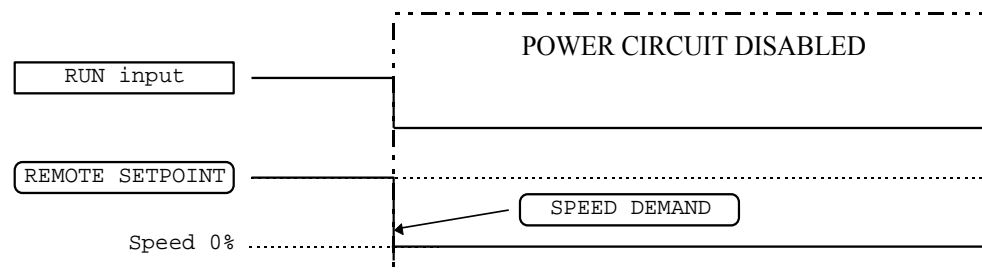 POWER CIRCUIT DISABLED
RUN input
REMOTE SETPOINT
SPEED DEMAND
Speed 0%